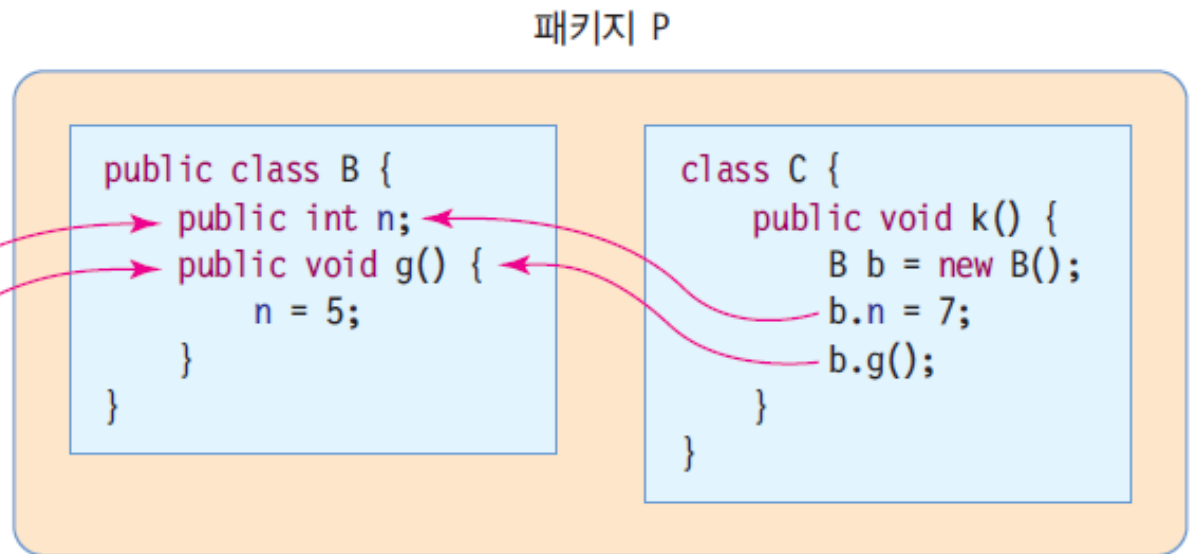 패키지 P
public class B {
public int n;
public void g() {
n = 5;
}
}
class C {
public void k() {
B b = new B();
b.n = 7;
b.g();
}
}